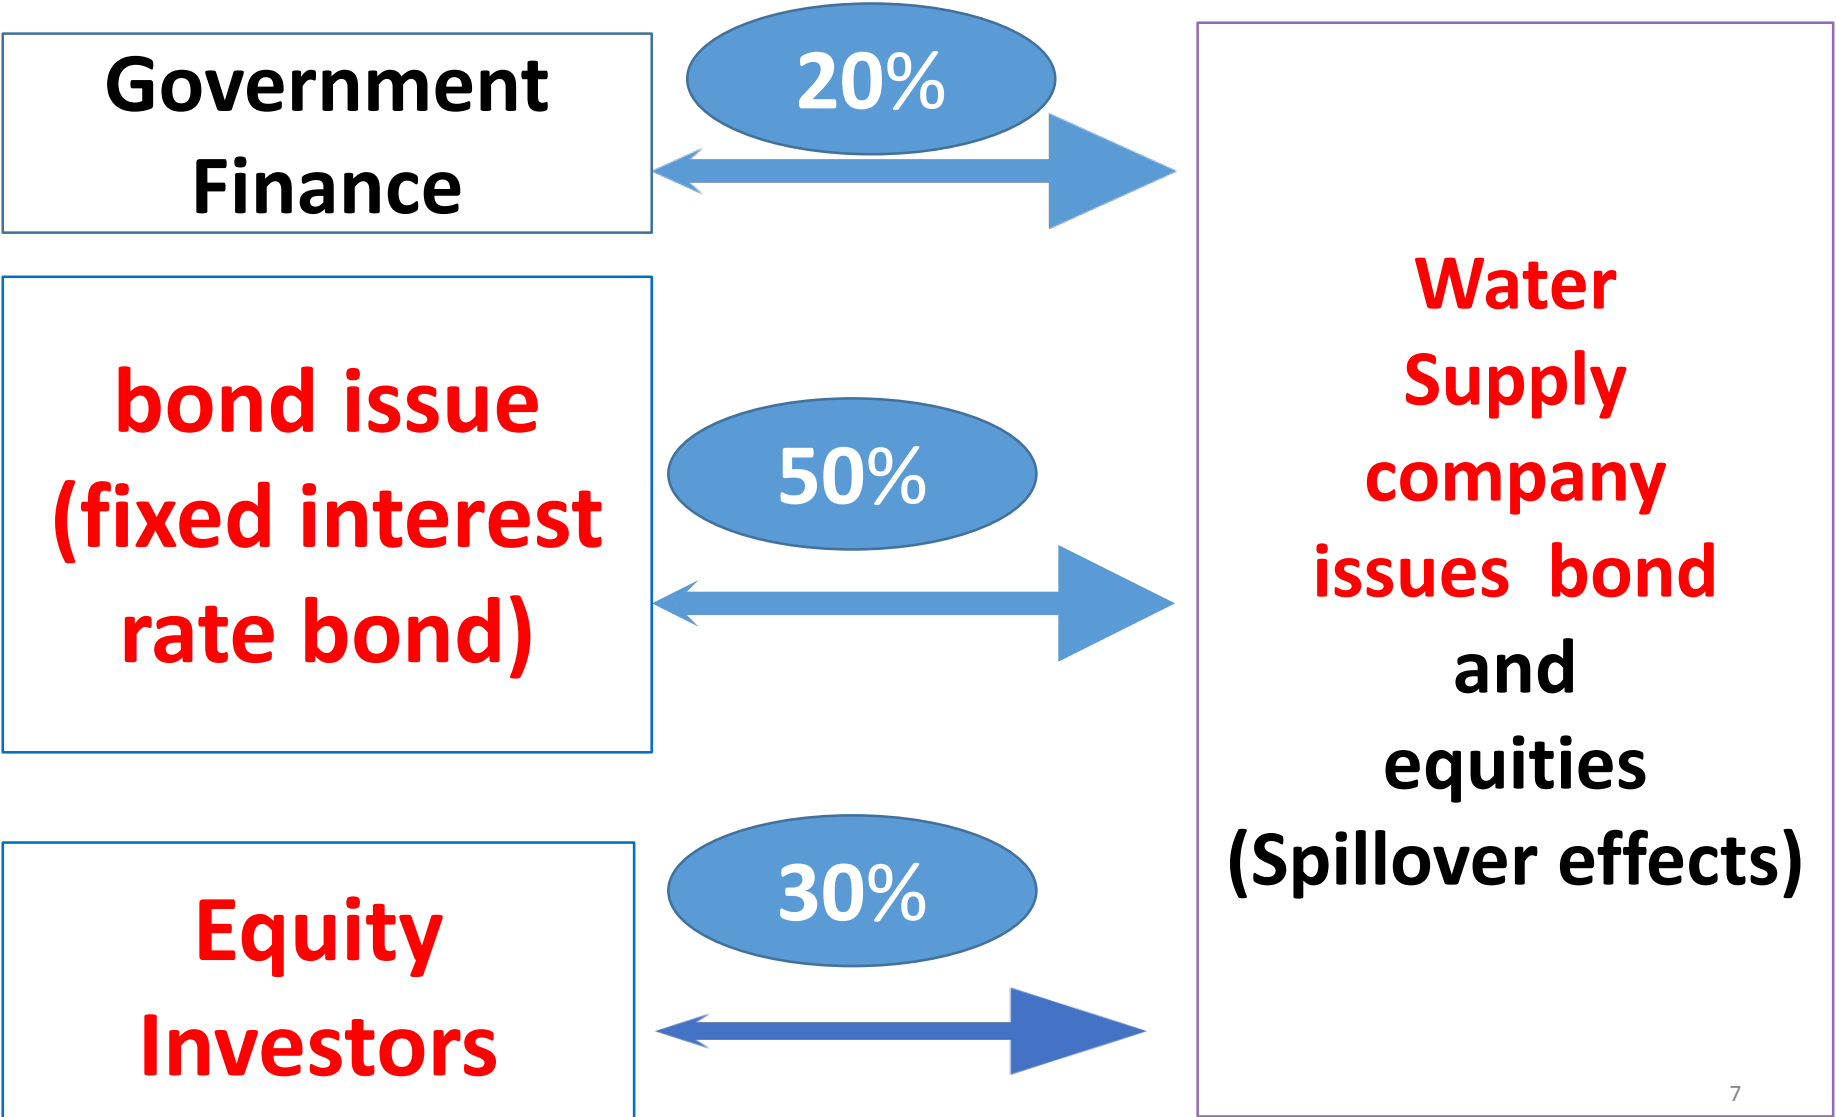 Government
Finance
20%
bond issue
(fixed interest
rate bond)
50%
Equity
Investors
30%
Water
Supply
company
issues  bond
and
equities
(Spillover effects)
7